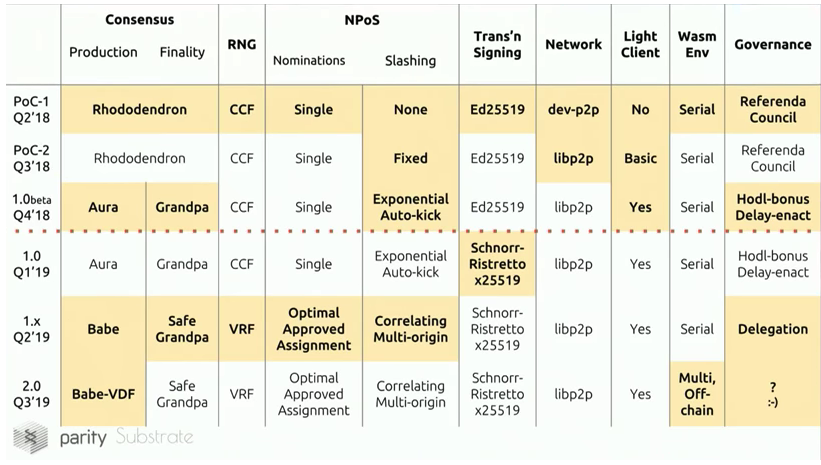 Consensus
NPoS
Production
Finality
RNG
Nominations
Slashing
Trans'n
Signing
Network
Light
Client
Wasm
Env
Governance
PoC-1
Q2'18
Rhododendron
CCF
Single
None
Ed25519
dev-p2p
No
Serial
Referenda
Council
PoC-2
Q3'18
Rhododendron
CCF
Single
Fixed
Ed25519
libp2p
Basic
Serial
Referenda
Council
1.0beta
Q4'18
Aura
Grandpa
CCF
Single
Exponential
Auto-kick
Ed25519
libp2p
Yes
Serial
Hodl-bonus
Delay-enact
1.0
Q1'19
Aura
Grandpa
CCF
Single
Exponential
Auto-kick
Schnorr-
Ristretto
x25519
libp2p
Yes
Serial
Hodl-bonus
Delay-enact
1.x
Q2'19
Babe
Safe
Grandpa
VRF
Optimal
Approved
Assignment
Correlating
Multi-origin
Schnorr-
Ristretto
x25519
libp2p
Yes
Serial
Delegation
2.0
Q3'19
Babe-VDF
Safe
Grandpa
VRF
Optimal
Approved
Assignment
Correlating
Multi-origin
Schnorr-
Ristretto
x25519
libp2p
Yes
Multi,
Off-
chain
?
:-)
parity Substrate